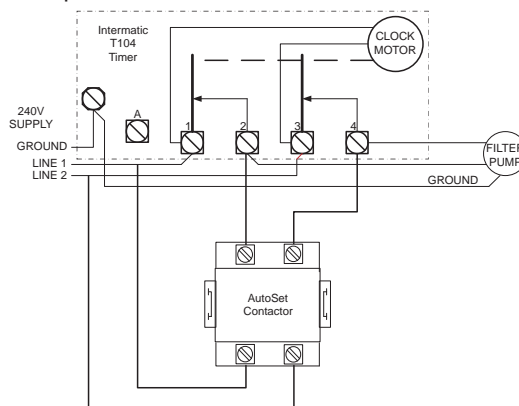 Intermatic
T104
Timer
CLOCK
MOTOR
240V
SUPPLY
A
1
2
3
4
GROUND
LINE 1
LINE 2
FILTER
PUMP
GROUND
AutoSet
Contactor